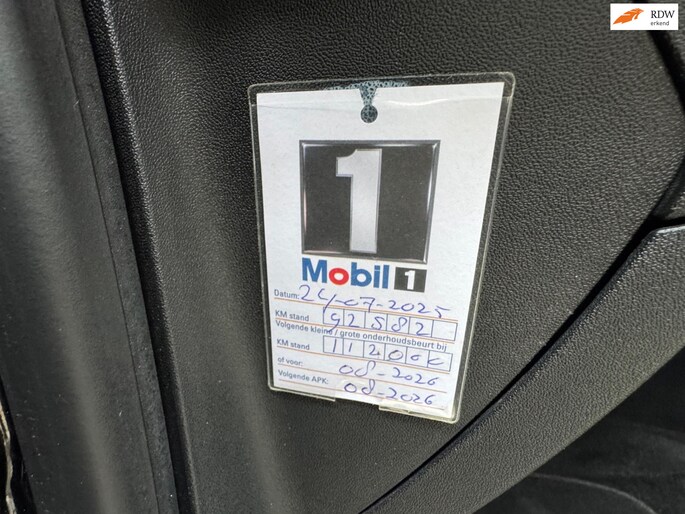 RDW
erkend
1
Mobil 1
Datum: 24-07-2025
KM stand 92582
Volgende kleine / grote onderhoudsbeurt bij
KM stand 112000
of voor: 08-2026
Volgende APK: 08-2026